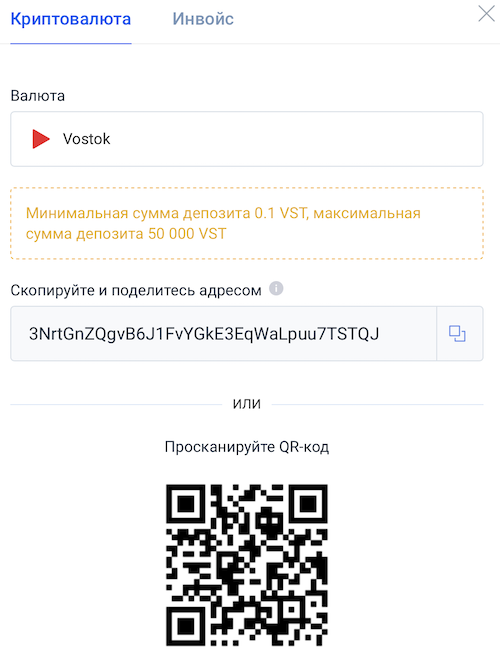 Криптовалюта Инвойс
Валюта
Vostok
Минимальная сумма депозита 0.1 VST, максимальная
сумма депозита 50 000 VST
Скопируйте и поделитесь адресом i
3NrtGnZQgvB6J1FvYGkE3EqWaLpuu7TSTQJ
ИЛИ
Просканируйте QR-код